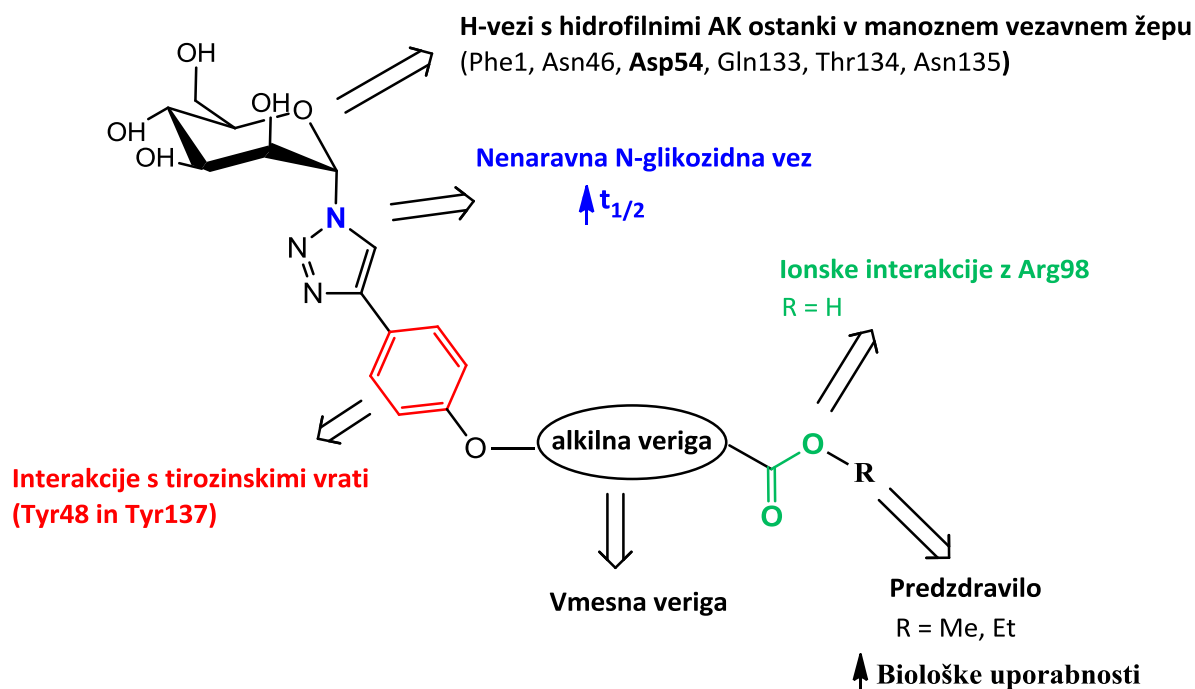 H-vezi s hidrofilnimi AK ostanki v manoznem vezavnem žepu
(Phe1, Asn46, Asp54, Gln133, Thr134, Asn135)
OH
OH
O
OH
OH
Nenaravna N-glikozidna vez
t1/2
N
N
N
Ionske interakcije z Arg98
R = H
O
alkilna veriga
O
R
O
Interakcije s tirozinskimi vrati
(Tyr48 in Tyr137)
Vmesna veriga
Predzdravilo
R = Me, Et
Biološke uporabnosti